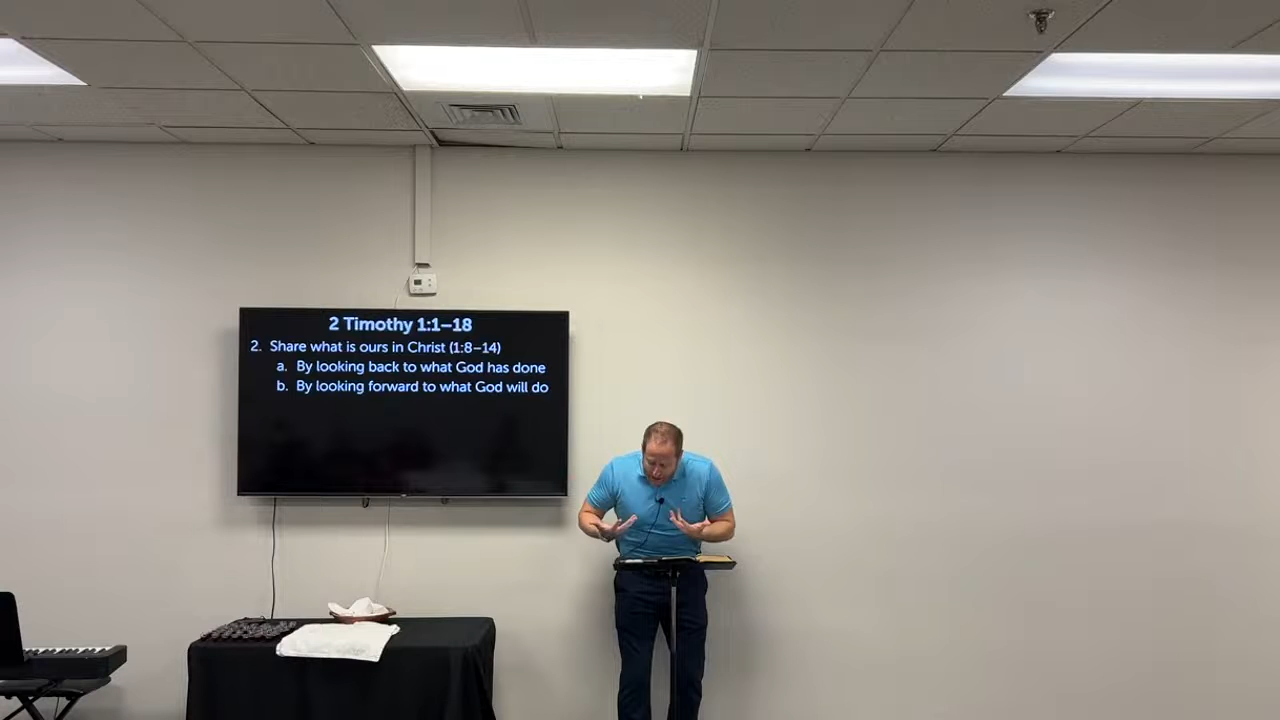 2 Timothy 1:1–18
2. Share what is ours in Christ (1:8–14)
a. By looking back to what God has done
b. By looking forward to what God will do